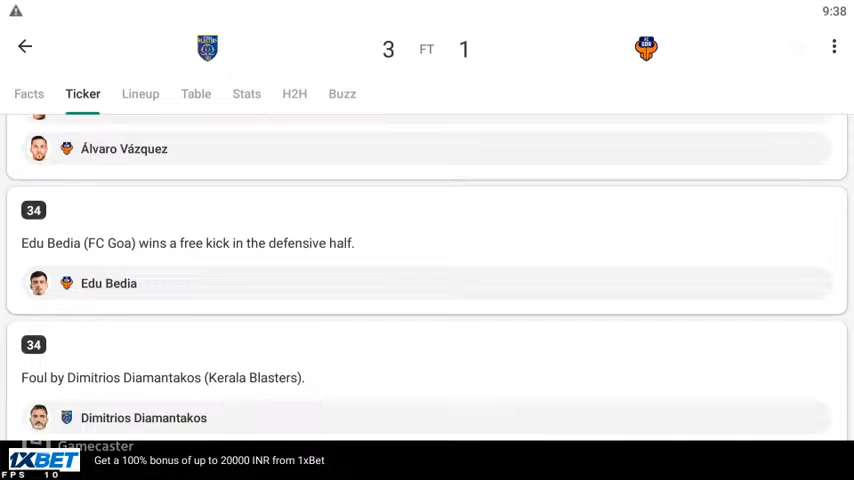 9:38
3 FT 1
Facts Ticker Lineup Table Stats H2H Buzz
Álvaro Vázquez
34
Edu Bedia (FC Goa) wins a free kick in the defensive half.
Edu Bedia
34
Foul by Dimitrios Diamantakos (Kerala Blasters).
Dimitrios Diamantakos
Gamecaster
1XBET Get a 100% bonus of up to 20000 INR from 1xBet
FPS 10